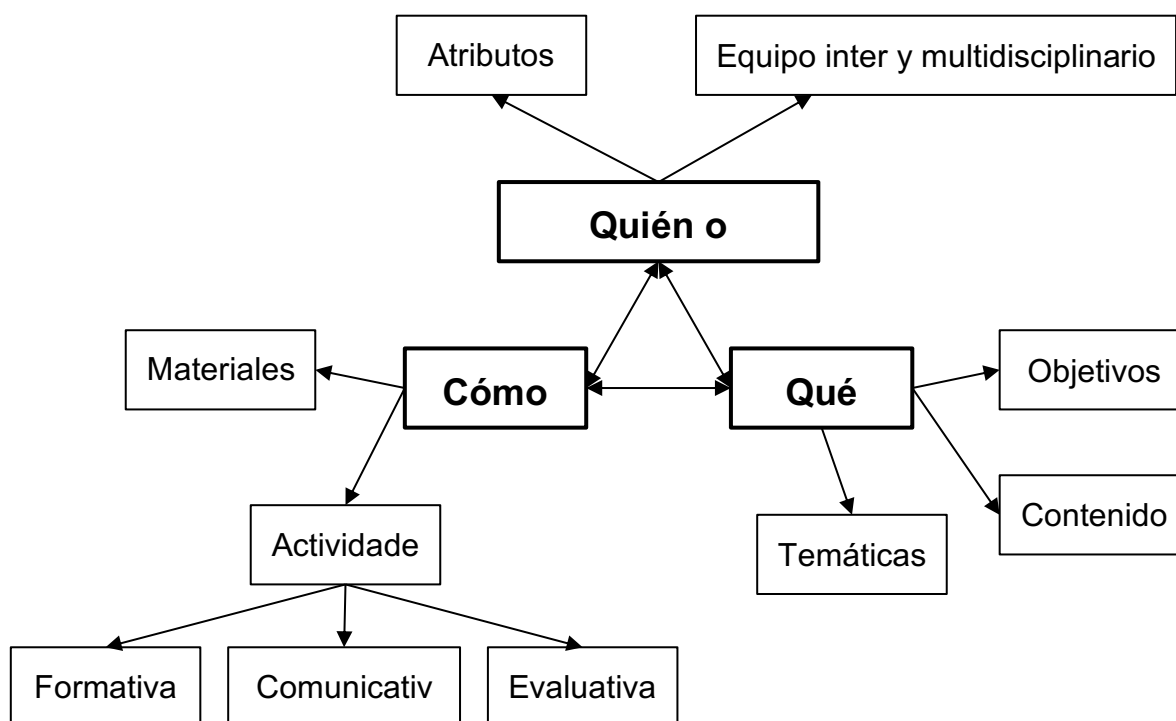 Atributos
Equipo inter y multidisciplinario
Quién o
Materiales
Cómo
Qué
Objetivos
Contenido
Actividade
Temáticas
Formativa
Comunicativ
Evaluativa